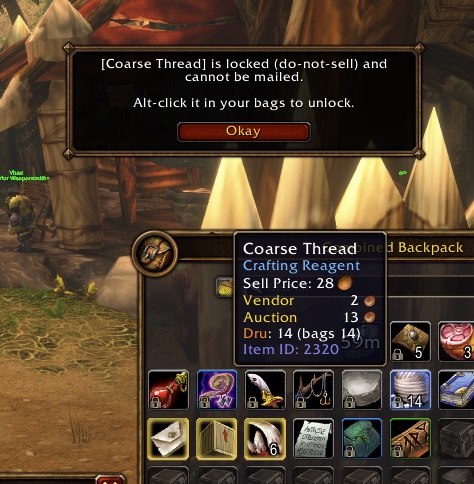 [Coarse Thread] is locked (do-not-sell) and
cannot be mailed.
Alt-click it in your bags to unlock.
Okay
Combined Backpack
Coarse Thread
Crafting Reagent
Sell Price: 28
Vendor 2
Auction 13
Dru: 14 (bags 14)
Item ID: 2320
59m
5
3
14
6